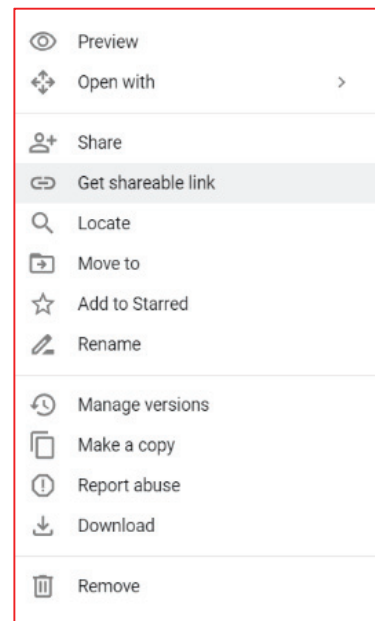 Preview
Open with
Share
Get shareable link
Locate
Move to
Add to Starred
Rename
Manage versions
Make a copy
Report abuse
Download
Remove